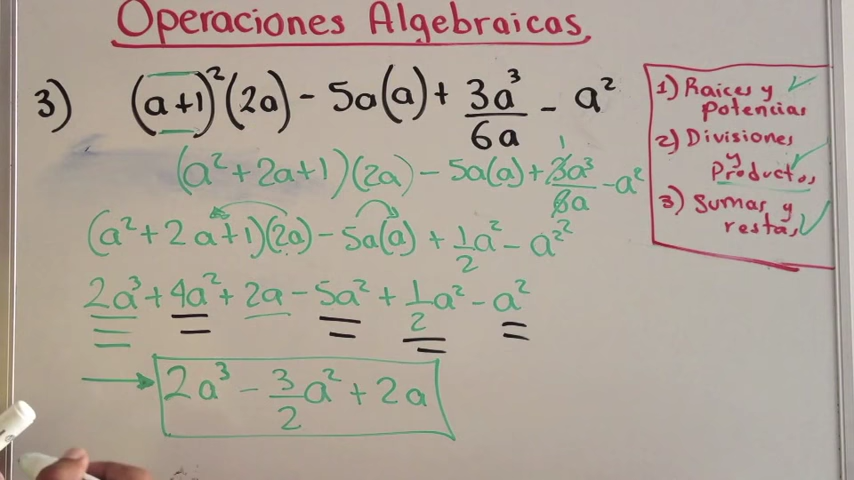 Operaciones Algebraicas
3) (a+1)²(2a) - 5a(a) + 3a³/6a - a²
(a² + 2a + 1)(2a) - 5a(a) + 3a³/6a - a²
1
2
(a² + 2a + 1)(2a) - 5a(a) + 1/2 a² - a²
2a³ + 4a² + 2a - 5a² + 1/2 a² - a²
2a³ - 3/2 a² + 2a
1) Raices y
potencias
2) Divisiones
y
Productos
3) Sumas y
restas